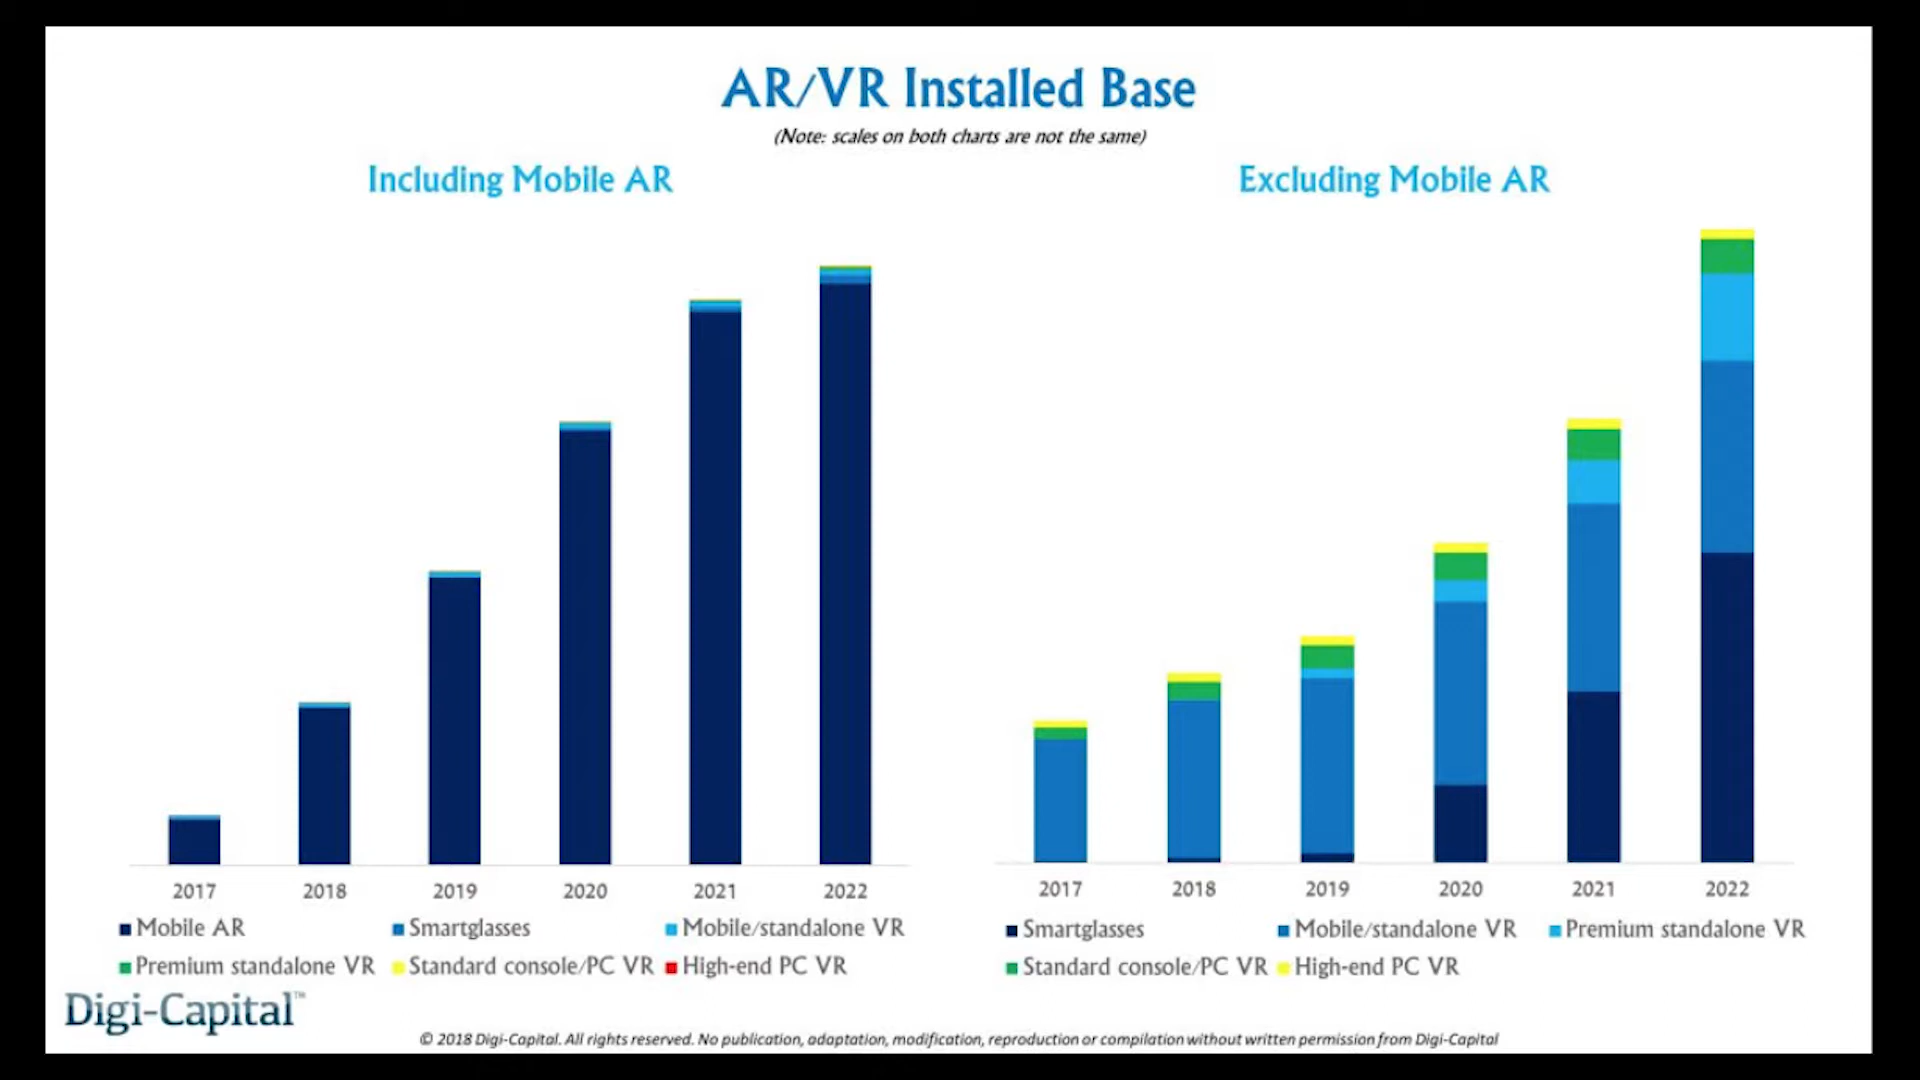 AR/VR Installed Base
(Note: scales on both charts are not the same)
Including Mobile AR
2017 2018 2019 2020 2021 2022
Mobile AR Smartglasses Mobile/standalone VR
Premium standalone VR Standard console/PC VR High-end PC VR
Excluding Mobile AR
2017 2018 2019 2020 2021 2022
Smartglasses Mobile/standalone VR Premium standalone VR
Standard console/PC VR High-end PC VR
Digi-Capital™
© 2018 Digi-Capital. All rights reserved. No publication, adaptation, modification, reproduction or compilation without written permission from Digi-Capital